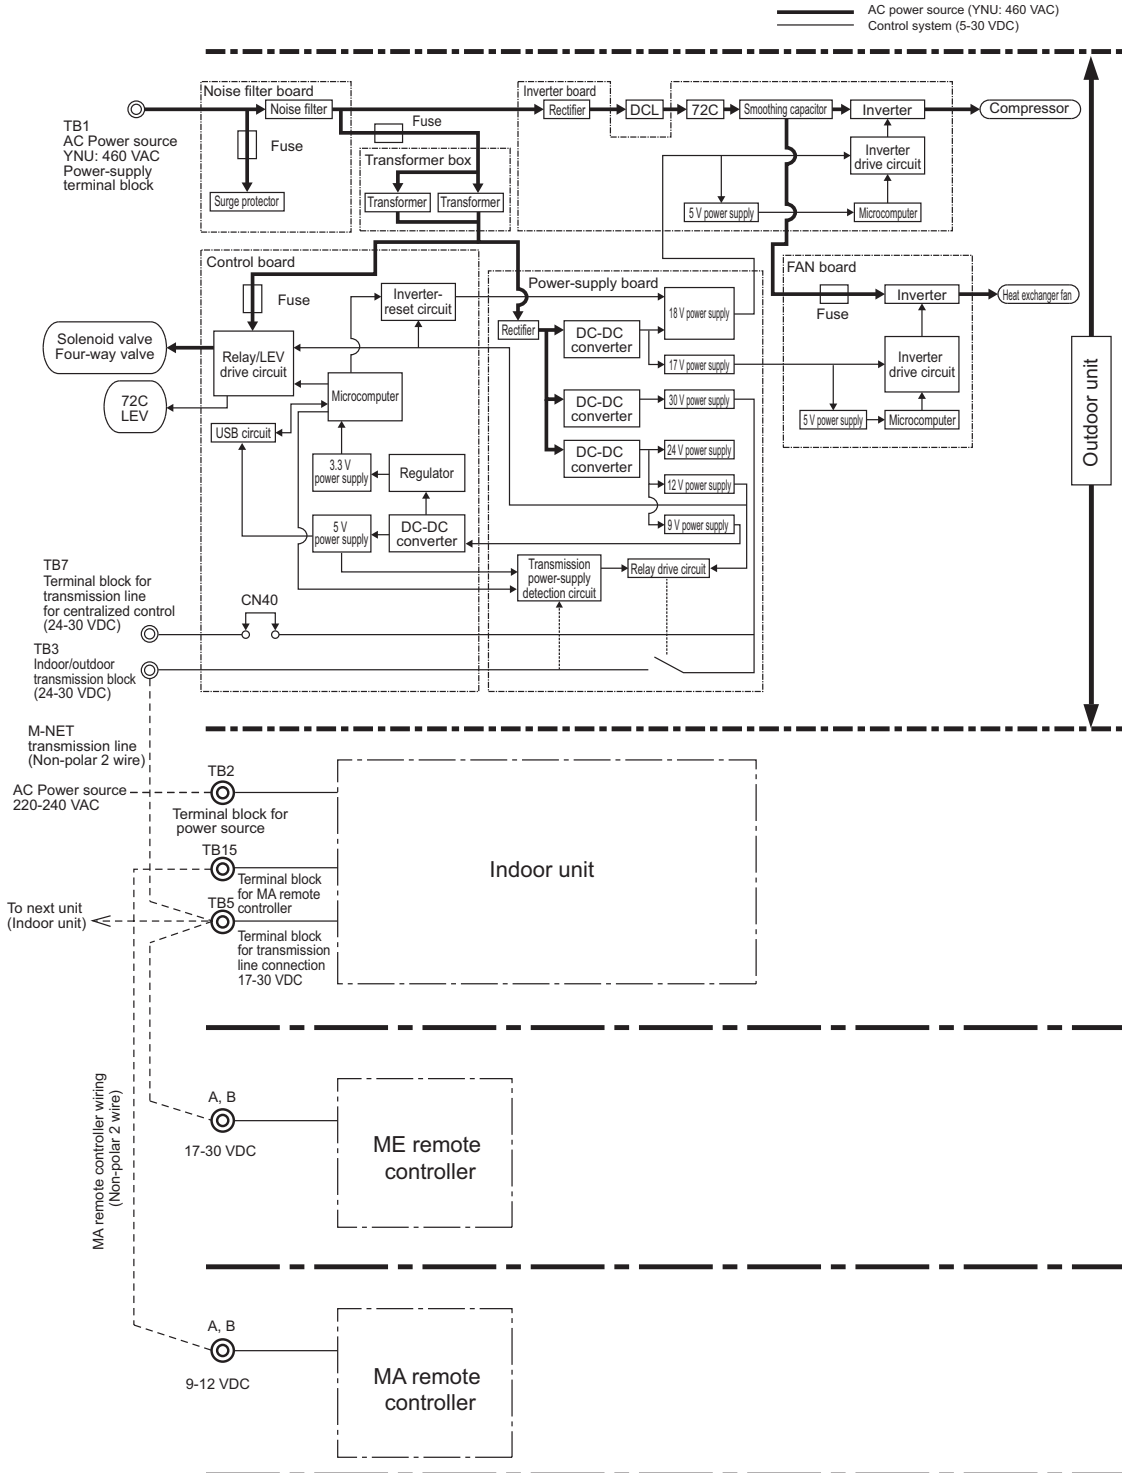 AC power source (YNU: 460 VAC)
Control system (5-30 VDC)
Noise filter board
Noise filter
Fuse
Surge protector
TB1
AC Power source
YNU: 460 VAC
Power-supply
terminal block
Fuse
Transformer box
Transformer
Transformer
Inverter board
Rectifier
DCL
72C
Smoothing capacitor
Inverter
Compressor
Inverter
drive circuit
5 V power supply
Microcomputer
Control board
Fuse
Inverter-
reset circuit
Solenoid valve
Four-way valve
Relay/LEV
drive circuit
72C
LEV
Microcomputer
USB circuit
3.3 V
power supply
Regulator
5 V
power supply
DC-DC
converter
Power-supply board
Rectifier
DC-DC
converter
18 V power supply
17 V power supply
DC-DC
converter
30 V power supply
DC-DC
converter
24 V power supply
12 V power supply
9 V power supply
Transmission
power-supply
detection circuit
Relay drive circuit
FAN board
Fuse
Inverter
Heat exchanger fan
Inverter
drive circuit
5 V power supply
Microcomputer
Outdoor unit
TB7
Terminal block for
transmission line
for centralized control
(24-30 VDC)
CN40
TB3
Indoor/outdoor
transmission block
(24-30 VDC)
M-NET
transmission line
(Non-polar 2 wire)
AC Power source
220-240 VAC
TB2
Terminal block for
power source
TB15
Terminal block
for MA remote
controller
To next unit
(Indoor unit)
TB5
Terminal block
for transmission
line connection
17-30 VDC
Indoor unit
MA remote controller wiring
(Non-polar 2 wire)
A, B
17-30 VDC
ME remote
controller
A, B
9-12 VDC
MA remote
controller